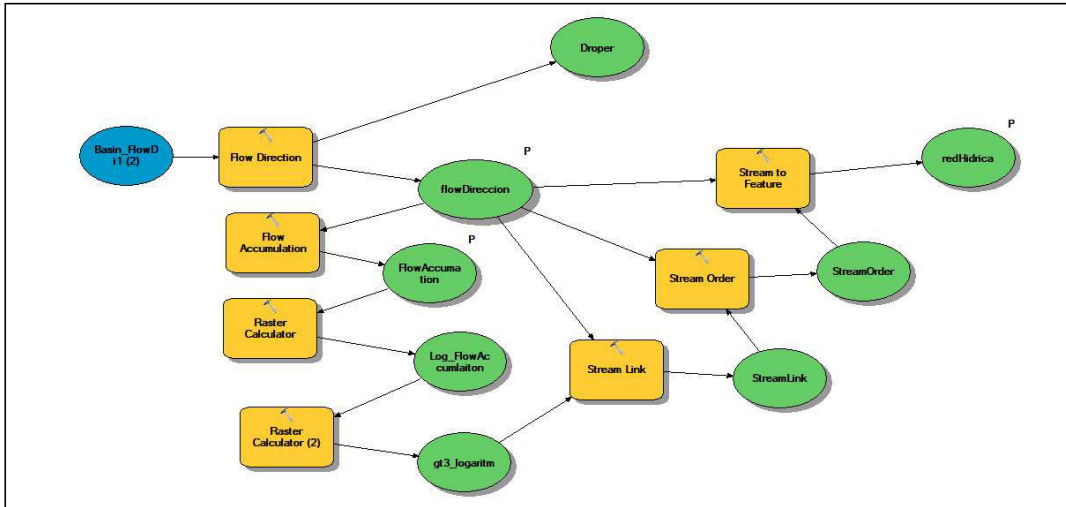 Droper
Basin_FlowD
i1 (2)
Flow Direction
P
flowDireccion
Stream to
Feature
P
redHidrica
Flow
Accumulation
P
FlowAccuma
tion
Stream Order
StreamOrder
Raster
Calculator
Log_FlowAc
cumlaiton
Stream Link
StreamLink
Raster
Calculator (2)
gt3_logaritm